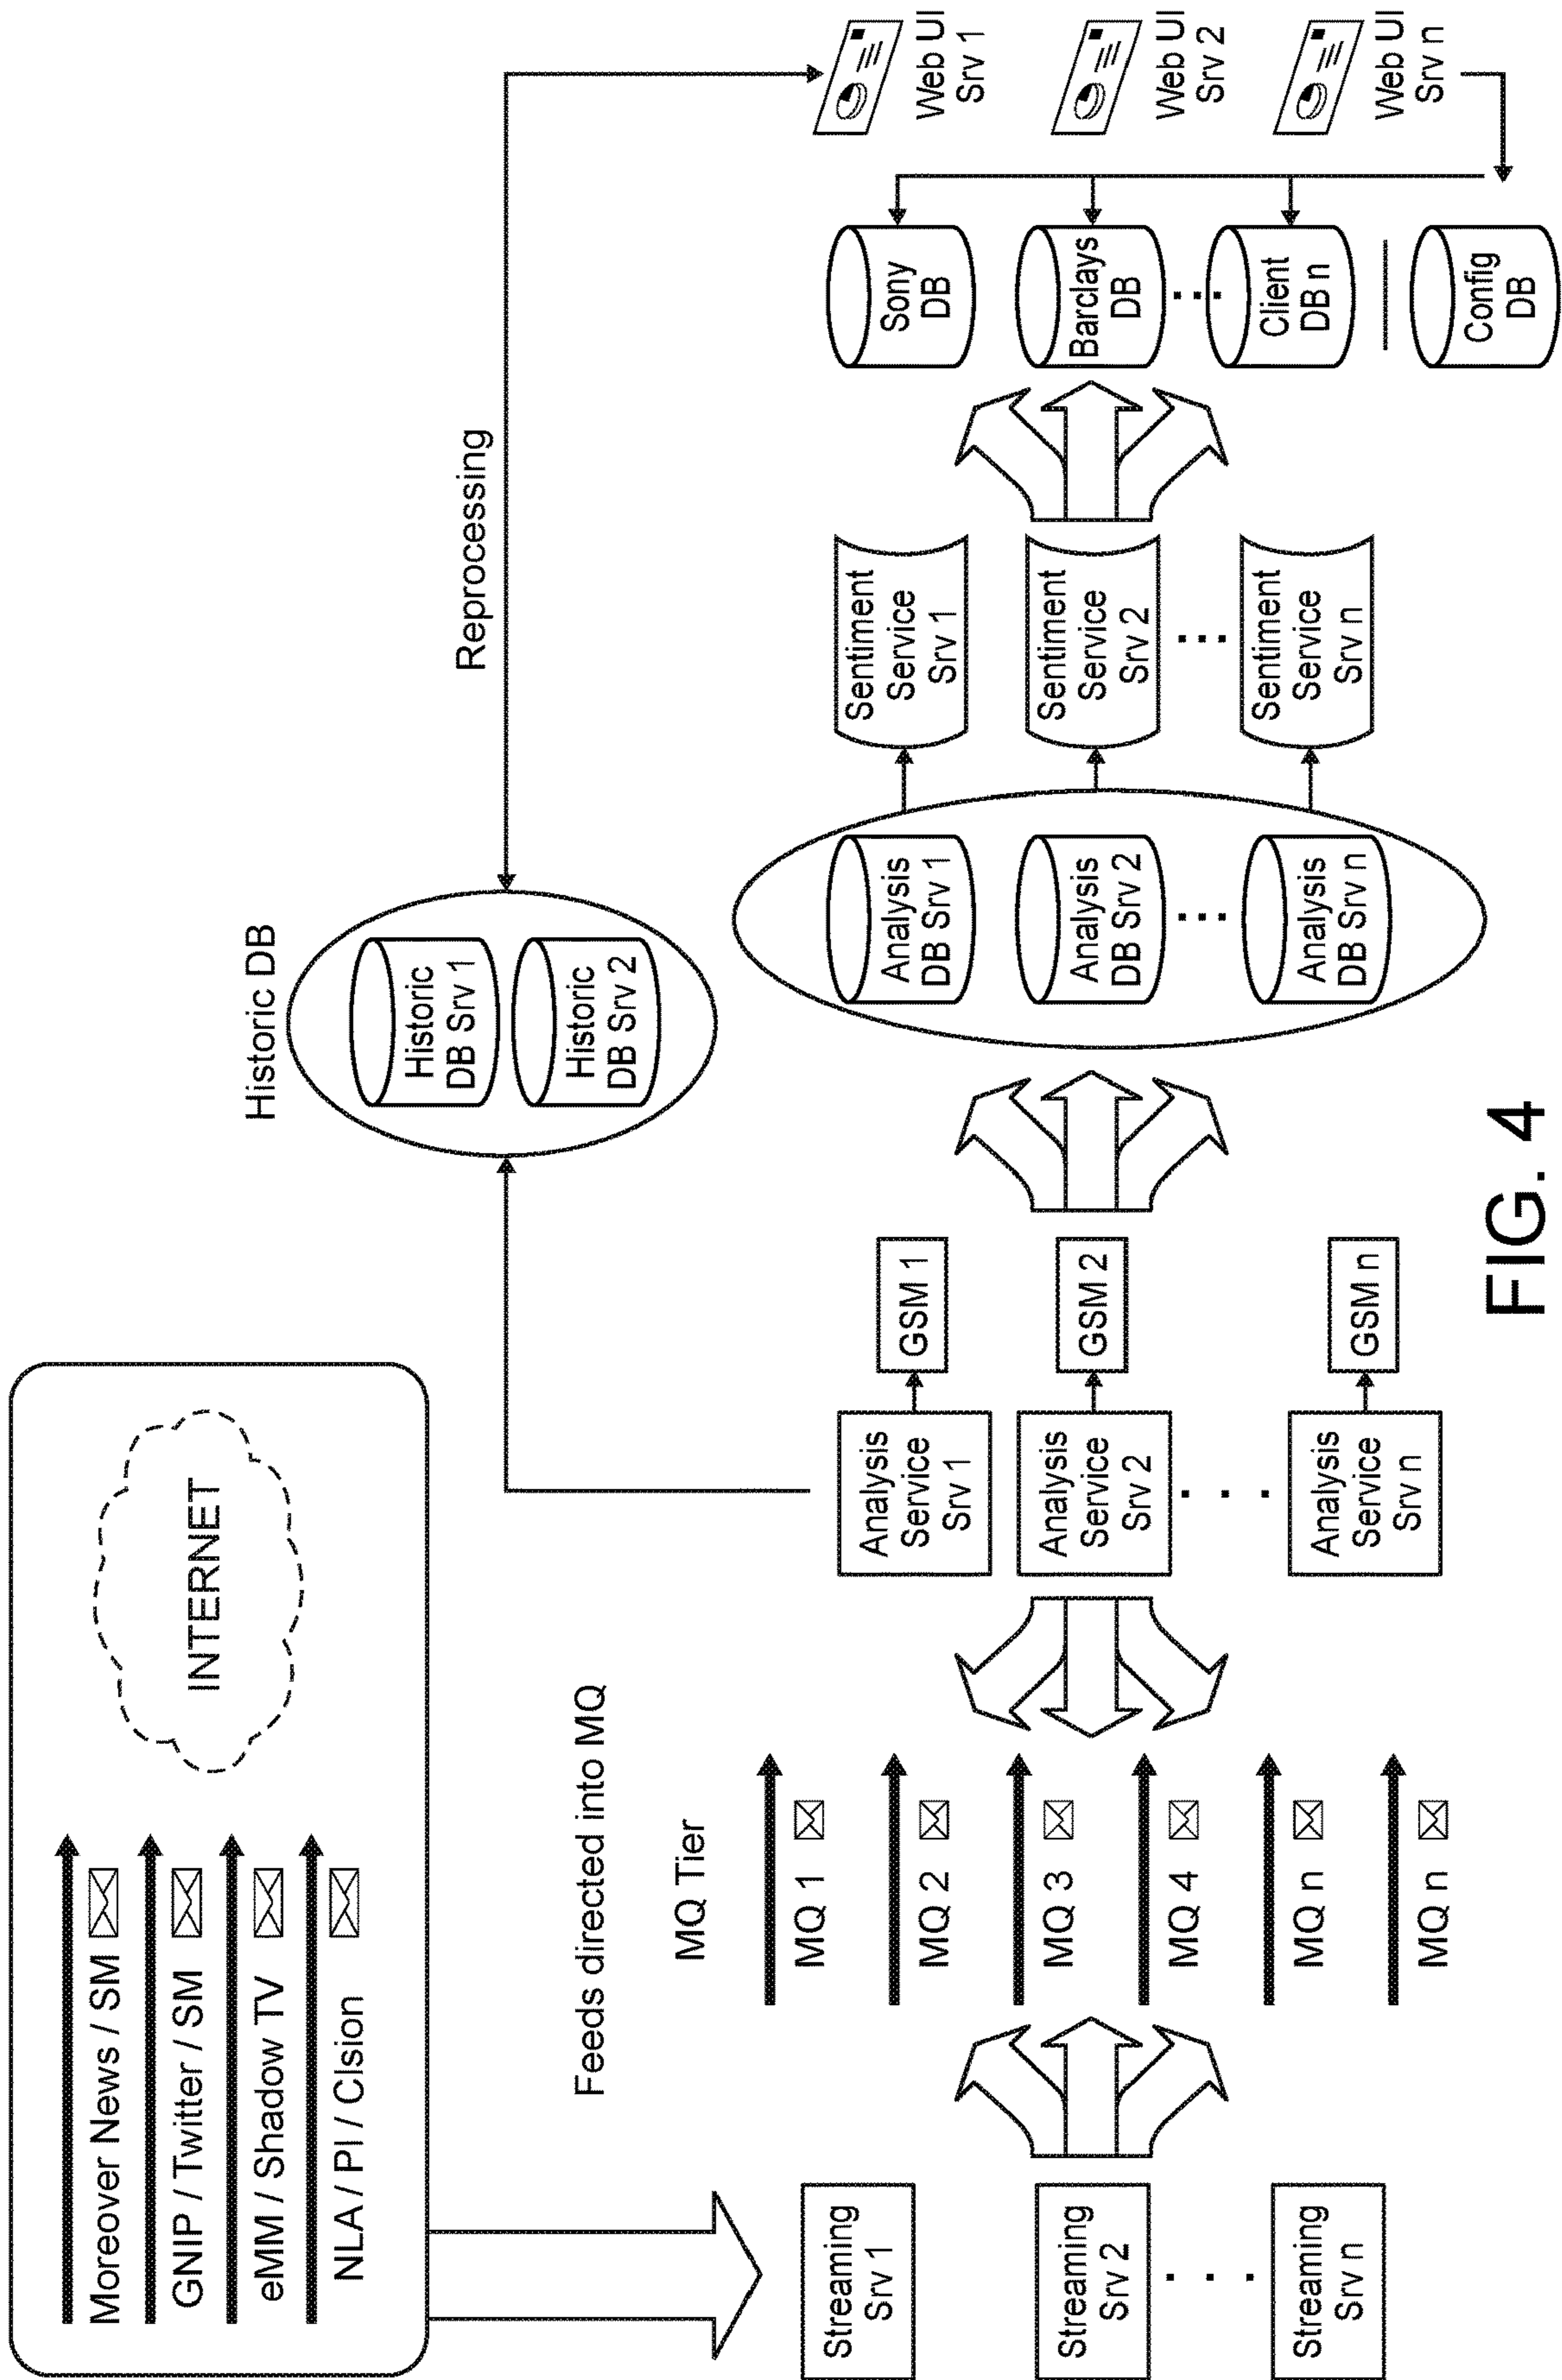 Moreover News / SM
GNIP / Twitter / SM
eMM / Shadow TV
NLA / PI / CIsion
INTERNET
Historic DB
Historic
DB Srv 1
Historic
DB Srv 2
Reprocessing
Feeds directed into MQ
MQ Tier
Streaming
Srv 1
Streaming
Srv 2
Streaming
Srv n
MQ 1
MQ 2
MQ 3
MQ 4
MQ n
MQ n
Analysis
Service
Srv 1
Analysis
Service
Srv 2
Analysis
Service
Srv n
GSM 1
GSM 2
GSM n
Analysis
DB Srv 1
Analysis
DB Srv 2
Analysis
DB Srv n
Sentiment
Service
Srv 1
Sentiment
Service
Srv 2
Sentiment
Service
Srv n
Sony
DB
Barclays
DB
Client
DB n
Config
DB
Web UI
Srv 1
Web UI
Srv 2
Web UI
Srv n
FIG. 4